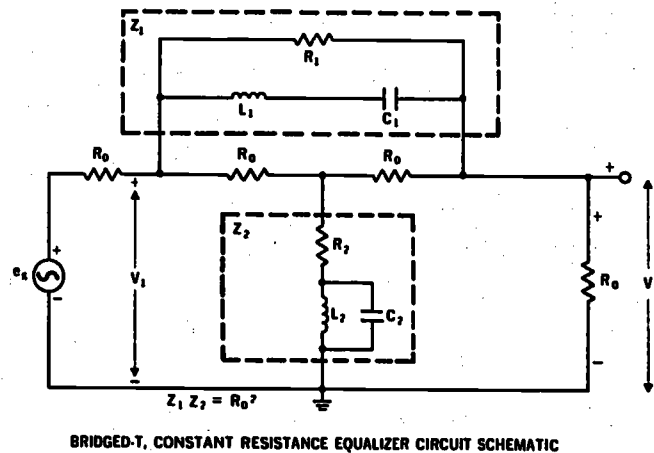 Z₁
R₁
L₁
C₁
R₀
R₀
R₀
+
+
Z₂
R₂
+
+
eₛ
V₁
L₂
C₂
R₀
V
−
−
−
Z₁ Z₂ = R₀²
BRIDGED-T, CONSTANT RESISTANCE EQUALIZER CIRCUIT SCHEMATIC